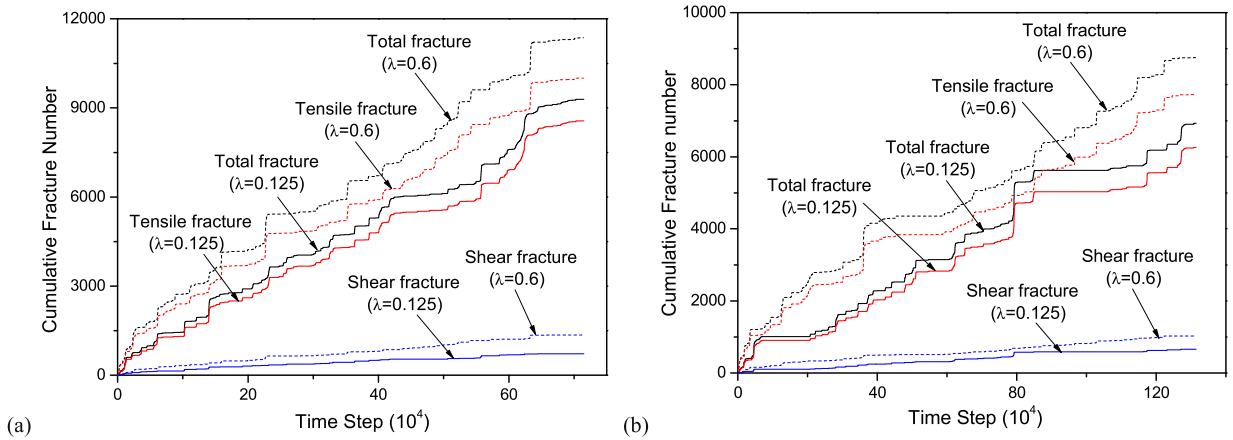 12000
9000
6000
3000
0
0
20
40
60
Cumulative Fracture Number
Time Step (10^4)
Total fracture
(λ=0.6)
Tensile fracture
(λ=0.6)
Total fracture
(λ=0.125)
Tensile fracture
(λ=0.125)
Shear fracture
(λ=0.6)
Shear fracture
(λ=0.125)
(a)
10000
8000
6000
4000
2000
0
0
40
80
120
Cumulative Fracture number
Time Step (10^4)
Total fracture
(λ=0.6)
Tensile fracture
(λ=0.6)
Total fracture
(λ=0.125)
Total fracture
(λ=0.125)
Shear fracture
(λ=0.6)
Shear fracture
(λ=0.125)
(b)